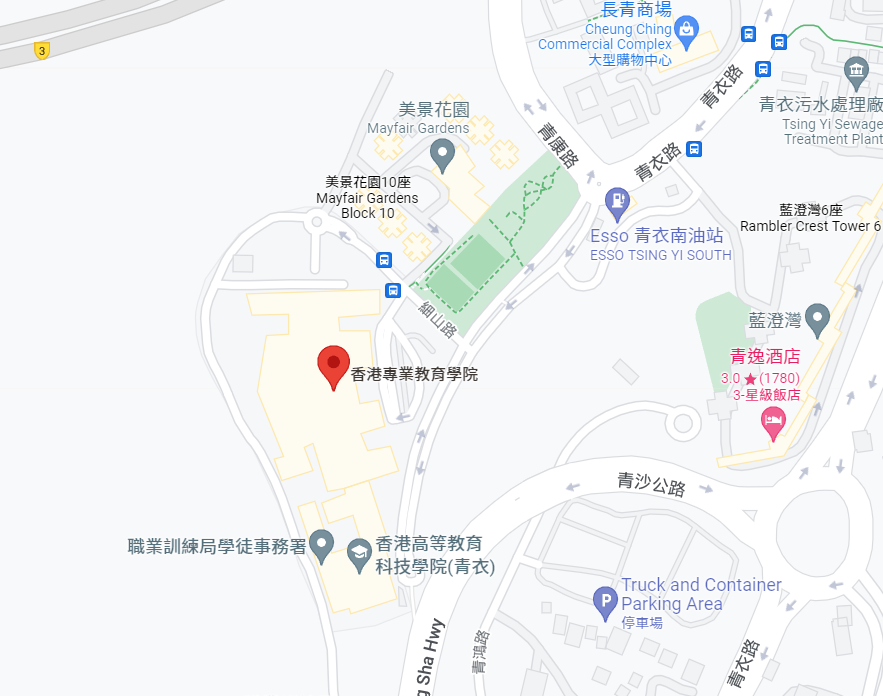 長青商場
Cheung Ching
Commercial Complex
大型購物中心
3
青衣路
青衣污水處理廠
Tsing Yi Sewage
Treatment Plant
美景花園
Mayfair Gardens
青康路
青衣路
美景花園10座
Mayfair Gardens
Block 10
藍澄灣6座
Rambler Crest Tower 6
Esso 青衣南油站
ESSO TSING YI SOUTH
細山路
藍澄灣
青逸酒店
3.0 ★ (1780)
3-星級飯店
香港專業教育學院
青沙公路
職業訓練局學徒事務署
香港高等教育
科技學院(青衣)
Truck and Container
Parking Area
停車場
P
g Sha Hwy
青鴻路
青衣路